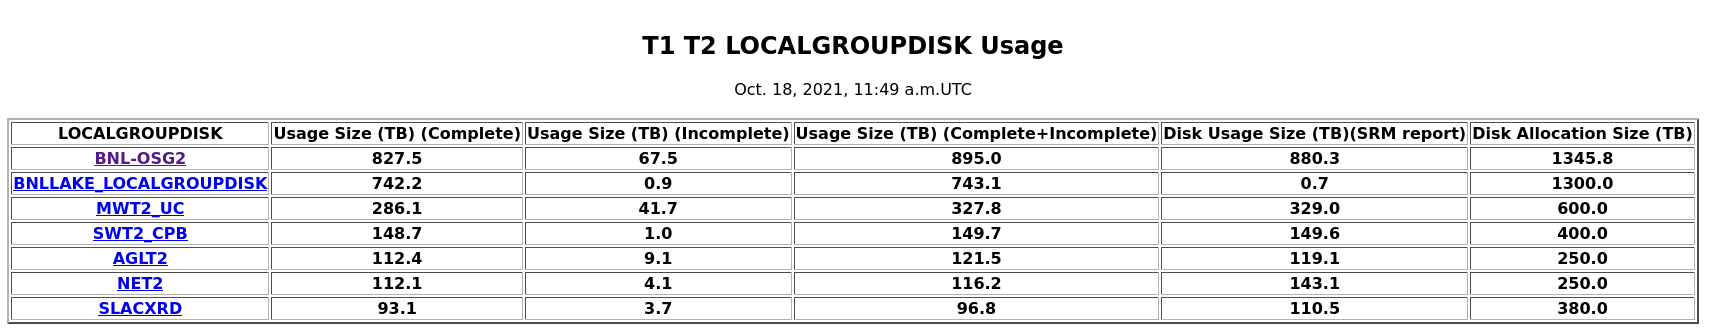 T1 T2 LOCALGROUPDISK Usage
Oct. 18, 2021, 11:49 a.m.UTC
LOCALGROUPDISK Usage Size (TB) (Complete) Usage Size (TB) (Incomplete) Usage Size (TB) (Complete+Incomplete) Disk Usage Size (TB)(SRM report) Disk Allocation Size (TB)
BNL-OSG2 827.5 67.5 895.0 880.3 1345.8
BNLLAKE_LOCALGROUPDISK 742.2 0.9 743.1 0.7 1300.0
MWT2_UC 286.1 41.7 327.8 329.0 600.0
SWT2_CPB 148.7 1.0 149.7 149.6 400.0
AGLT2 112.4 9.1 121.5 119.1 250.0
NET2 112.1 4.1 116.2 143.1 250.0
SLACXRD 93.1 3.7 96.8 110.5 380.0